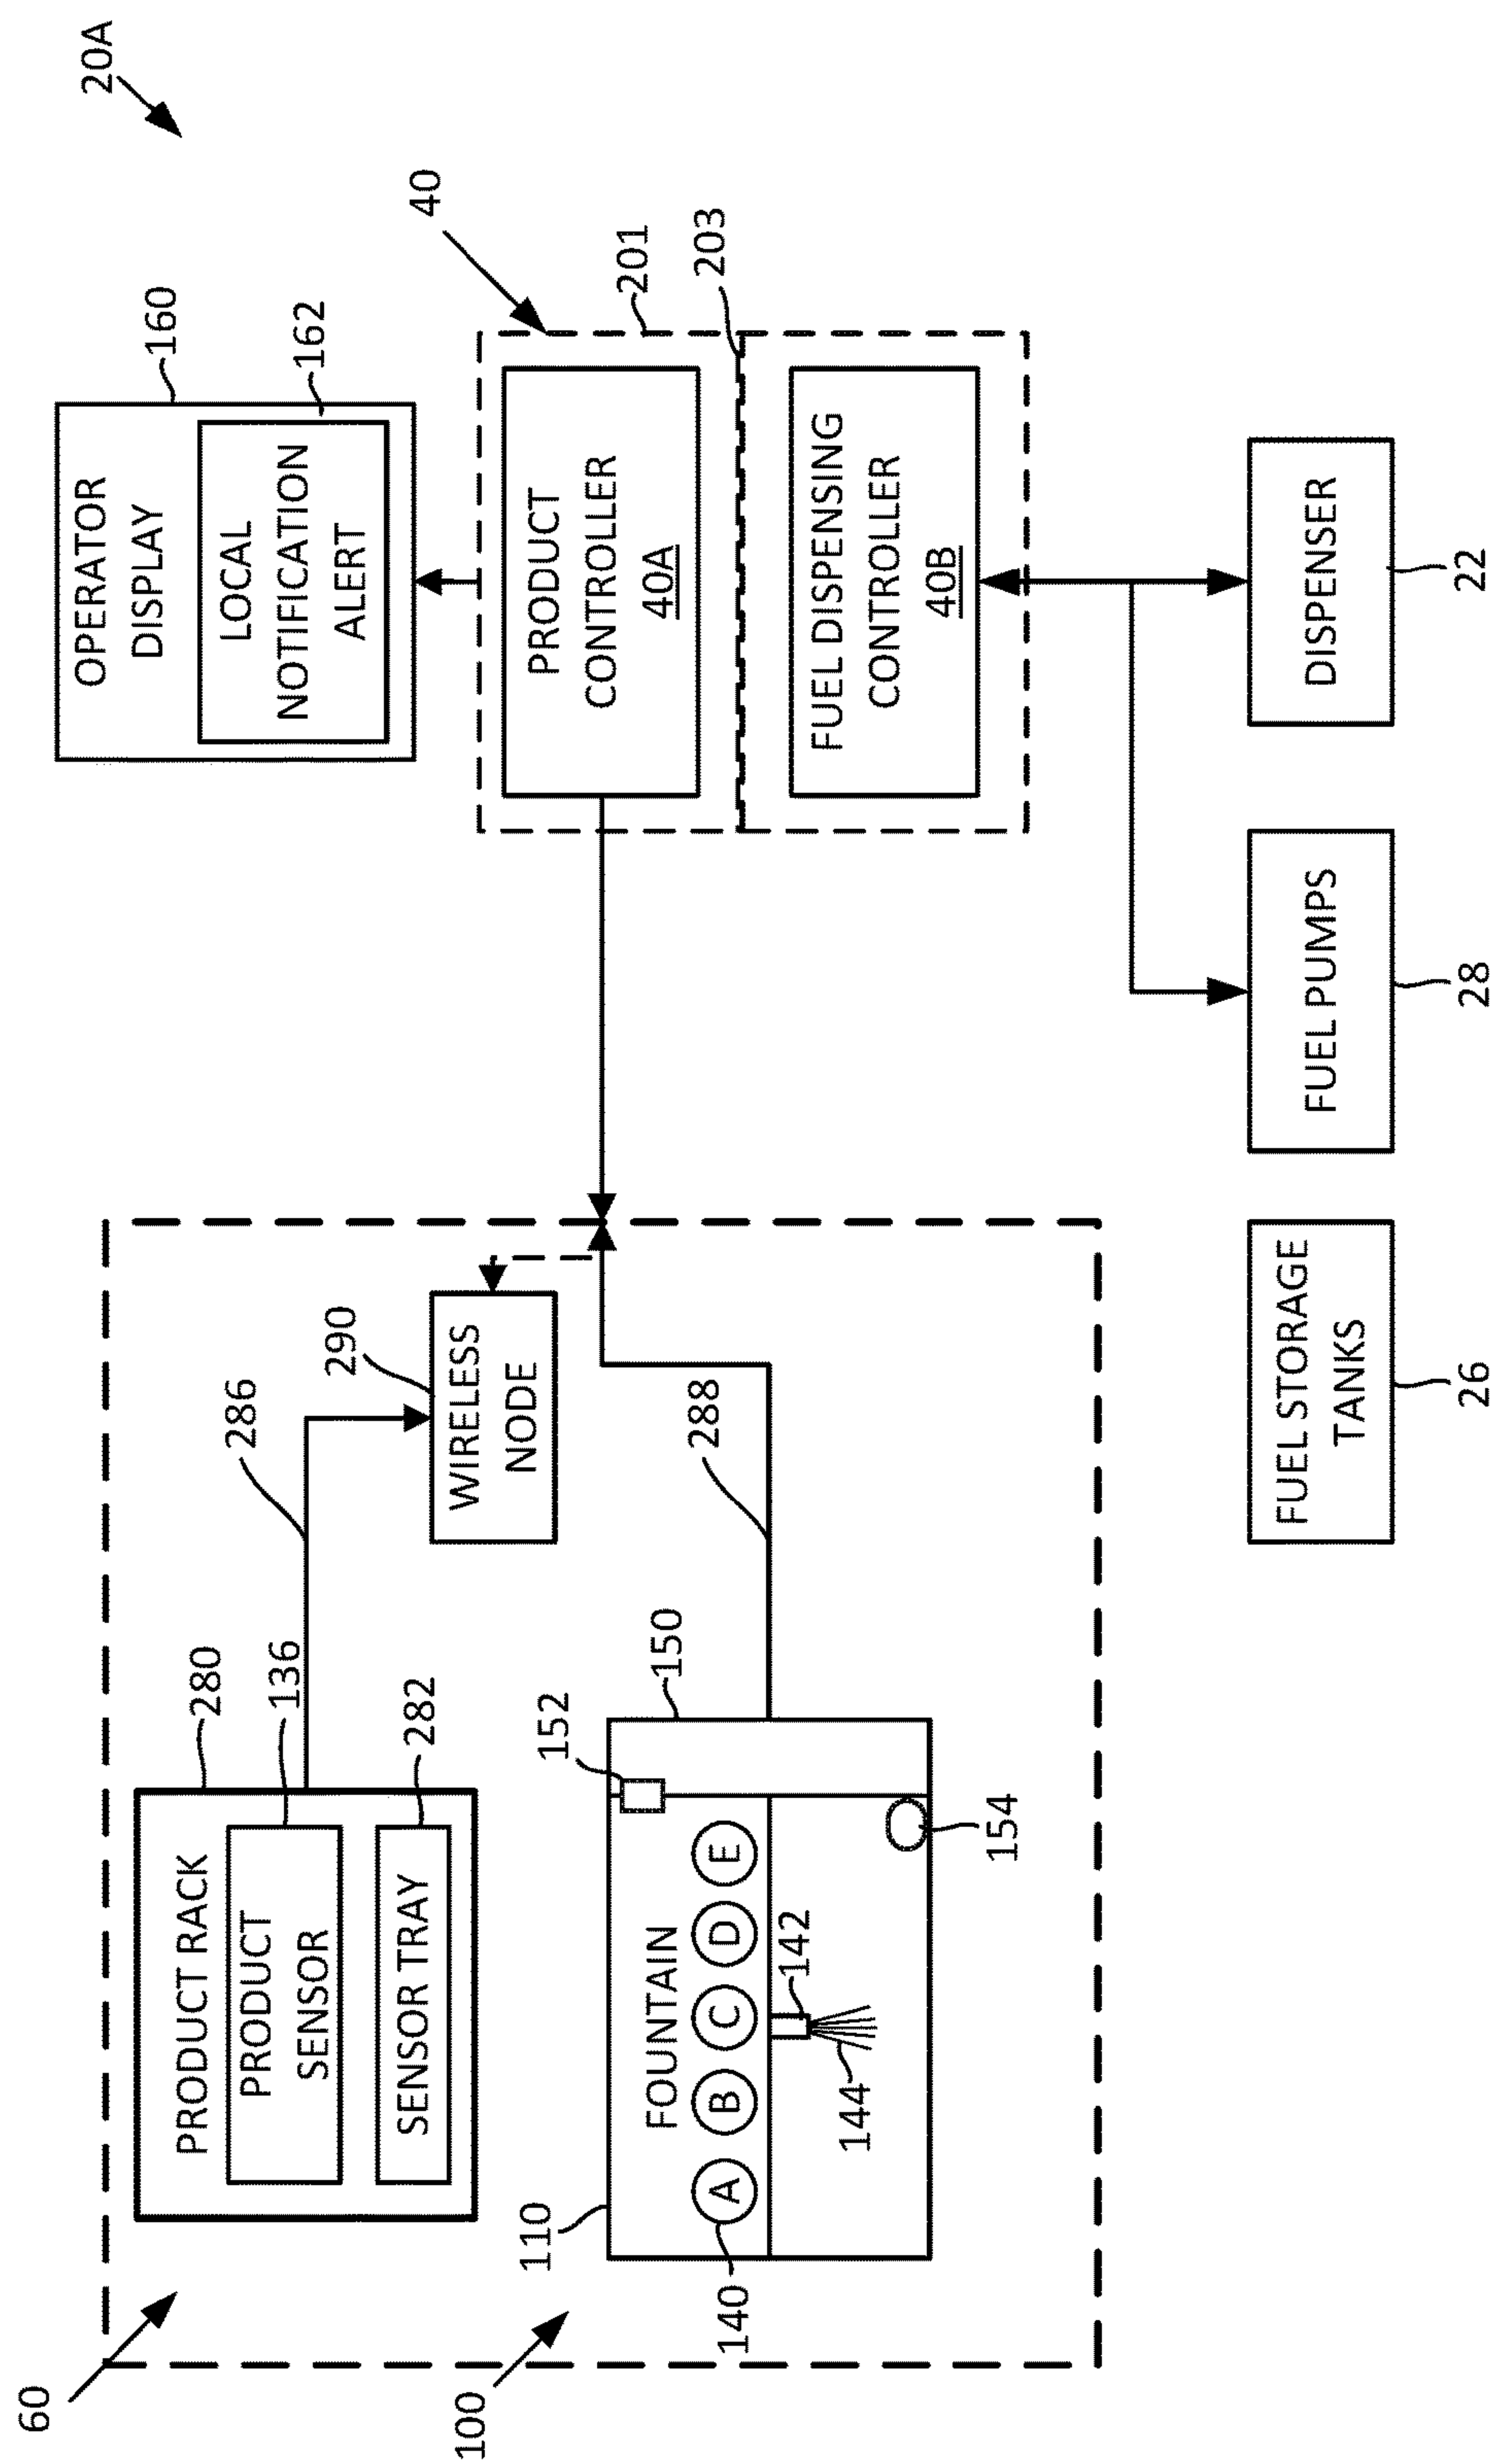 20A
60
280
PRODUCT RACK
PRODUCT
SENSOR
136
SENSOR TRAY
282
286
290
WIRELESS
NODE
160
OPERATOR
DISPLAY
LOCAL
NOTIFICATION
ALERT
162
40
201
PRODUCT
CONTROLLER
40A
203
FUEL DISPENSING
CONTROLLER
40B
100
110
FOUNTAIN
A B C D E
140
142
144
150
152
154
288
FUEL STORAGE
TANKS
26
FUEL PUMPS
28
DISPENSER
22